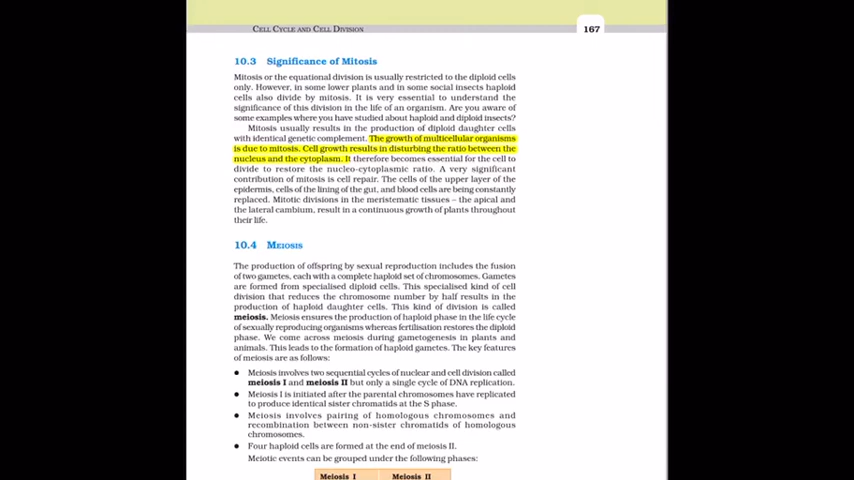 CELL CYCLE AND CELL DIVISION
167
10.3 Significance of Mitosis
Mitosis or the equational division is usually restricted to the diploid cells
only. However, in some lower plants and in some social insects haploid
cells also divide by mitosis. It is very essential to understand the
significance of this division in the life of an organism. Are you aware of
some examples where you have studied about haploid and diploid insects?
Mitosis usually results in the production of diploid daughter cells
with identical genetic complement. The growth of multicellular organisms
is due to mitosis. Cell growth results in disturbing the ratio between the
nucleus and the cytoplasm. It therefore becomes essential for the cell to
divide to restore the nucleo-cytoplasmic ratio. A very significant
contribution of mitosis is cell repair. The cells of the upper layer of the
epidermis, cells of the lining of the gut, and blood cells are being constantly
replaced. Mitotic divisions in the meristematic tissues – the apical and
the lateral cambium, result in a continuous growth of plants throughout
their life.
10.4 MEIOSIS
The production of offspring by sexual reproduction includes the fusion
of two gametes, each with a complete haploid set of chromosomes. Gametes
are formed from specialised diploid cells. This specialised kind of cell
division that reduces the chromosome number by half results in the
production of haploid daughter cells. This kind of division is called
meiosis. Meiosis ensures the production of haploid phase in the life cycle
of sexually reproducing organisms whereas fertilisation restores the diploid
phase. We come across meiosis during gametogenesis in plants and
animals. This leads to the formation of haploid gametes. The key features
of meiosis are as follows:
● Meiosis involves two sequential cycles of nuclear and cell division called
meiosis I and meiosis II but only a single cycle of DNA replication.
● Meiosis I is initiated after the parental chromosomes have replicated
to produce identical sister chromatids at the S phase.
● Meiosis involves pairing of homologous chromosomes and
recombination between non-sister chromatids of homologous
chromosomes.
● Four haploid cells are formed at the end of meiosis II.
Meiotic events can be grouped under the following phases:
Meiosis I Meiosis II